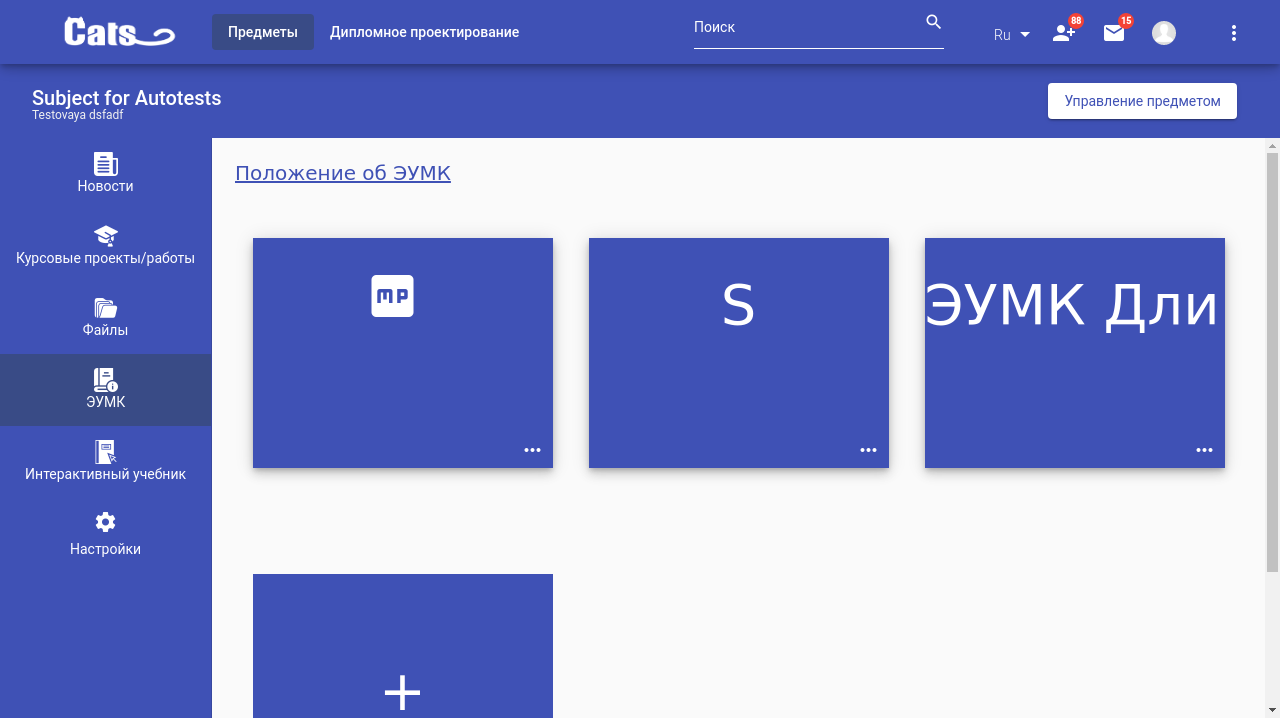 Cats
Предметы
Дипломное проектирование
Поиск
Ru
88
15
Subject for Autotests
Testovaya dsfadf
Управление предметом
Новости
Курсовые проекты/работы
Файлы
ЭУМК
Интерактивный учебник
Настройки
Положение об ЭУМК
MP
S
ЭУМК Дли